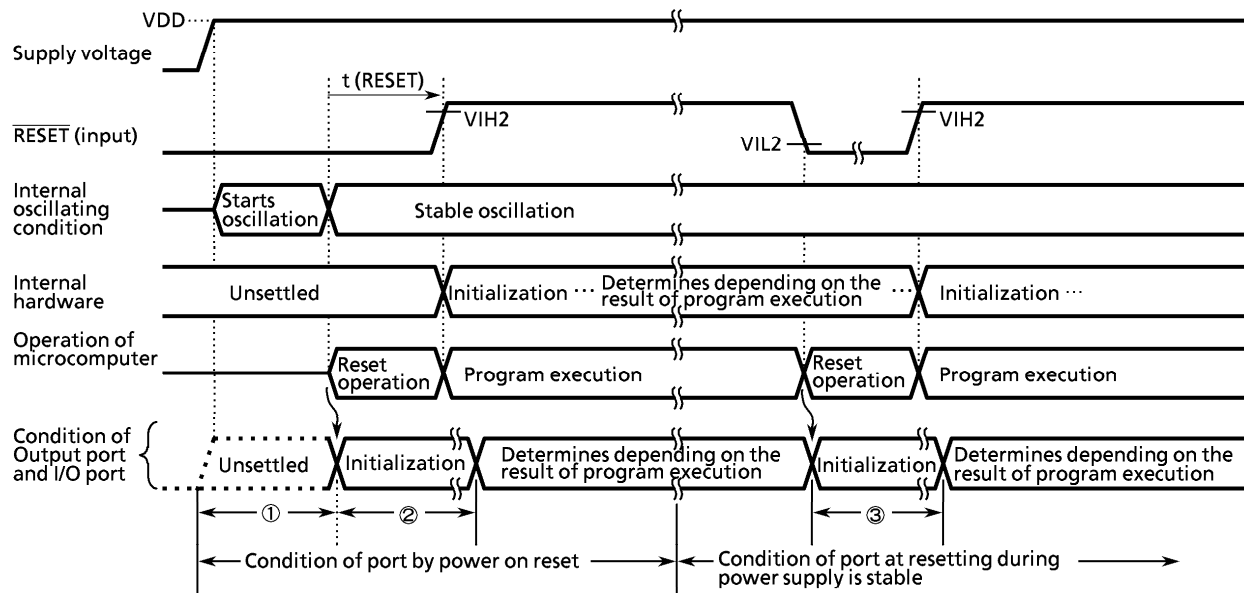 VDD
Supply voltage
t (RESET)
VIH2
RESET (input)
VIL2
VIH2
Internal
oscillating
condition
Starts
oscillation
Stable oscillation
Internal
hardware
Unsettled
Initialization ···
Determines depending on the
result of program execution
···
Initialization ···
Operation of
microcomputer
Reset
operation
Program execution
Reset
operation
Program execution
Condition of
Output port
and I/O port
Unsettled
Initialization
Determines depending on the
result of program execution
Initialization
Determines depending on the
result of program execution
①
②
③
Condition of port by power on reset
Condition of port at resetting during
power supply is stable